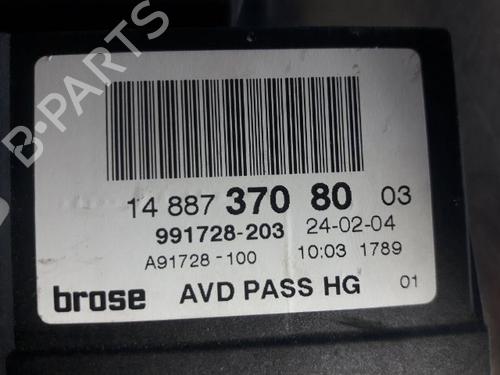 14 887 370 80 03
991728-203 24-02-04
A91728-100 10:03 1789
brose AVD PASS HG 01
B-PARTS